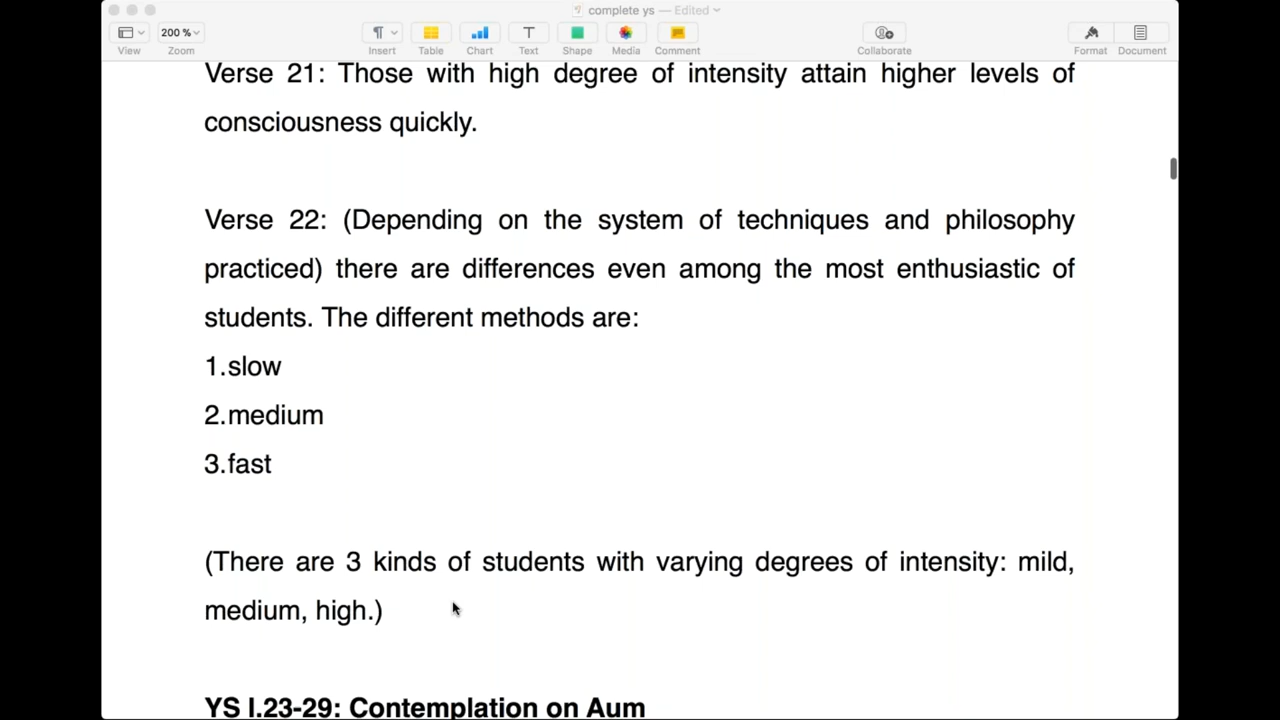 complete ys — Edited
200 %
View Zoom Insert Table Chart Text Shape Media Comment Collaborate Format Document
Verse 21: Those with high degree of intensity attain higher levels of
consciousness quickly.
Verse 22: (Depending on the system of techniques and philosophy
practiced) there are differences even among the most enthusiastic of
students. The different methods are:
1.slow
2.medium
3.fast
(There are 3 kinds of students with varying degrees of intensity: mild,
medium, high.)
YS I.23-29: Contemplation on Aum